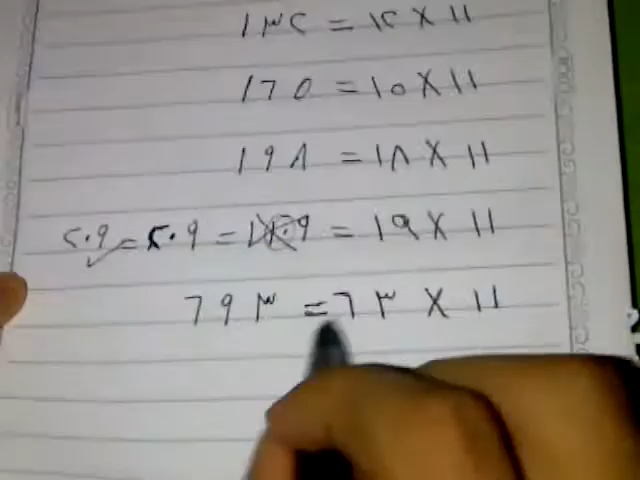 ١١ × ١٢ = ١٣٢
١١ × ١٥ = ١٦٥
١١ × ١٨ = ١٩٨
١١ × ١٩ = ٢٠٩ = ٢٠٩
١١ × ٦٣ = ٦٩٣